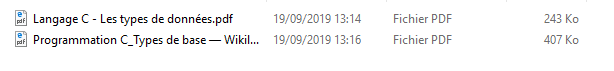 Langage C - Les types de données.pdf 19/09/2019 13:14 Fichier PDF 243 Ko
Programmation C_Types de base — Wikil... 19/09/2019 13:16 Fichier PDF 407 Ko